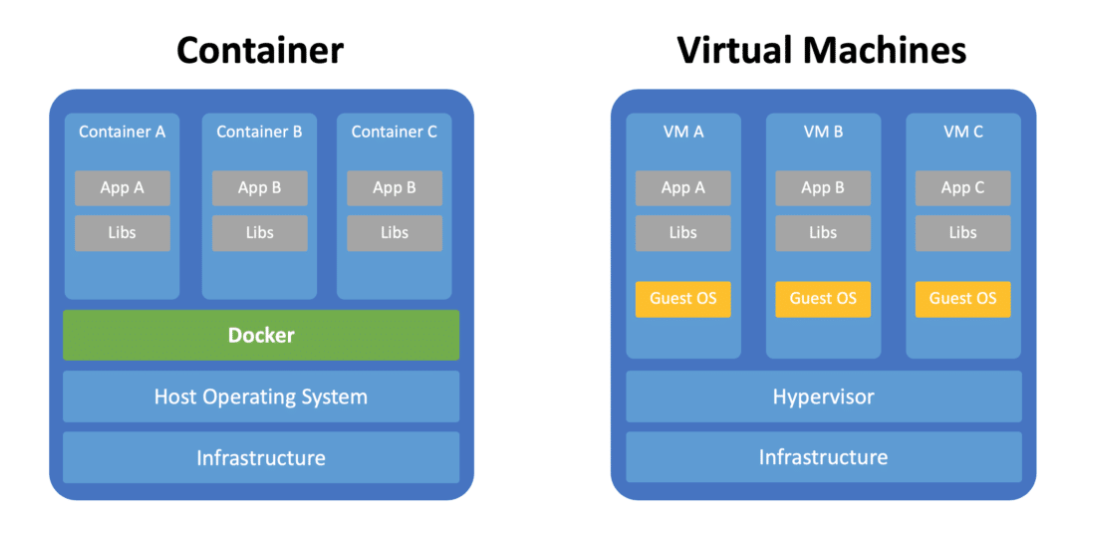 Container
Container A
Container B
Container C
App A
App B
App B
Libs
Libs
Libs
Docker
Host Operating System
Infrastructure
Virtual Machines
VM A
VM B
VM C
App A
App B
App C
Libs
Libs
Libs
Guest OS
Guest OS
Guest OS
Hypervisor
Infrastructure